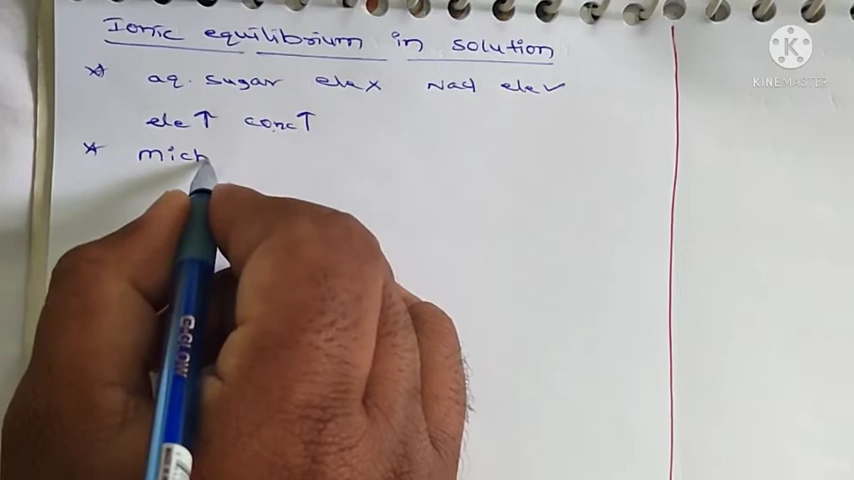 Ionic equilibrium in solution
* aq. sugar ele x Nacl ele ✓
ele ↑ conc ↑
* mich
K
KINEMASTER
G-GLOW